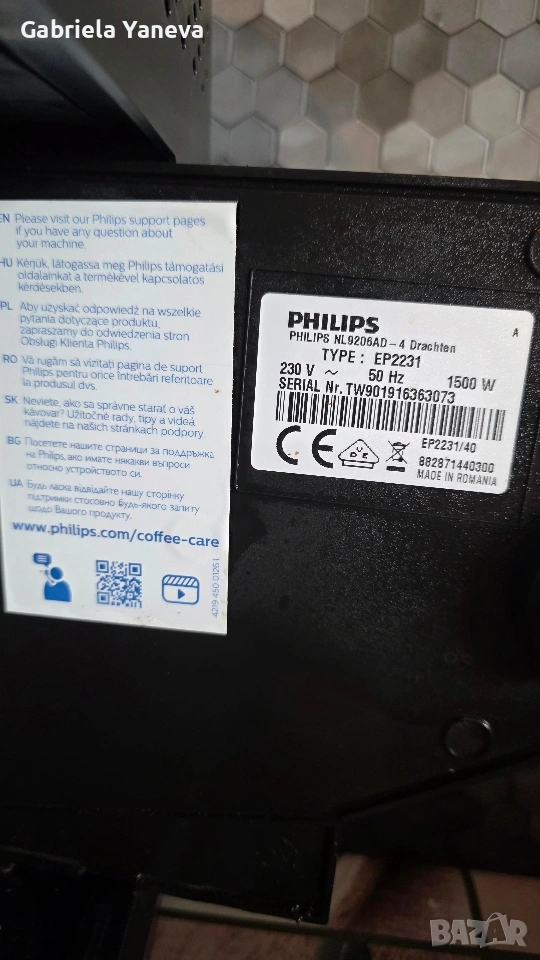 Gabriela Yaneva
EN Please visit our Philips support pages
if you have any question about
your machine.
HU Kérjük, látogassa meg Philips támogatási
oldalainkat a termékével kapcsolatos
kérdésekben.
PL Aby uzyskać odpowiedź na wszelkie
pytania dotyczące produktu,
zapraszamy do odwiedzenia stron
Obsługi Klienta Philips.
RO Vă rugăm să vizitați pagina de suport
Philips pentru orice întrebări referitoare
la produsul dvs.
SK Neviete, ako sa správne starať o váš
kávovar? Užitočné rady, tipy a videá
nájdete na našich stránkach podpory.
BG Посетете нашите страници за поддръжка
на Philips, ако имате някакви въпроси
относно устройството си.
UA Будь ласка відвідайте нашу сторінку
підтримки стосовно Будь-якого запиту
щодо Вашого продукту.
www.philips.com/coffee-care
4219 450 01261
PHILIPS
A
PHILIPS NL9206AD-4 Drachten
TYPE : EP2231
230 V ~ 50 Hz 1500 W
SERIAL Nr. TW901916363073
CE
VDE
EP2231/40
882871440300
MADE IN ROMANIA
BAZAR